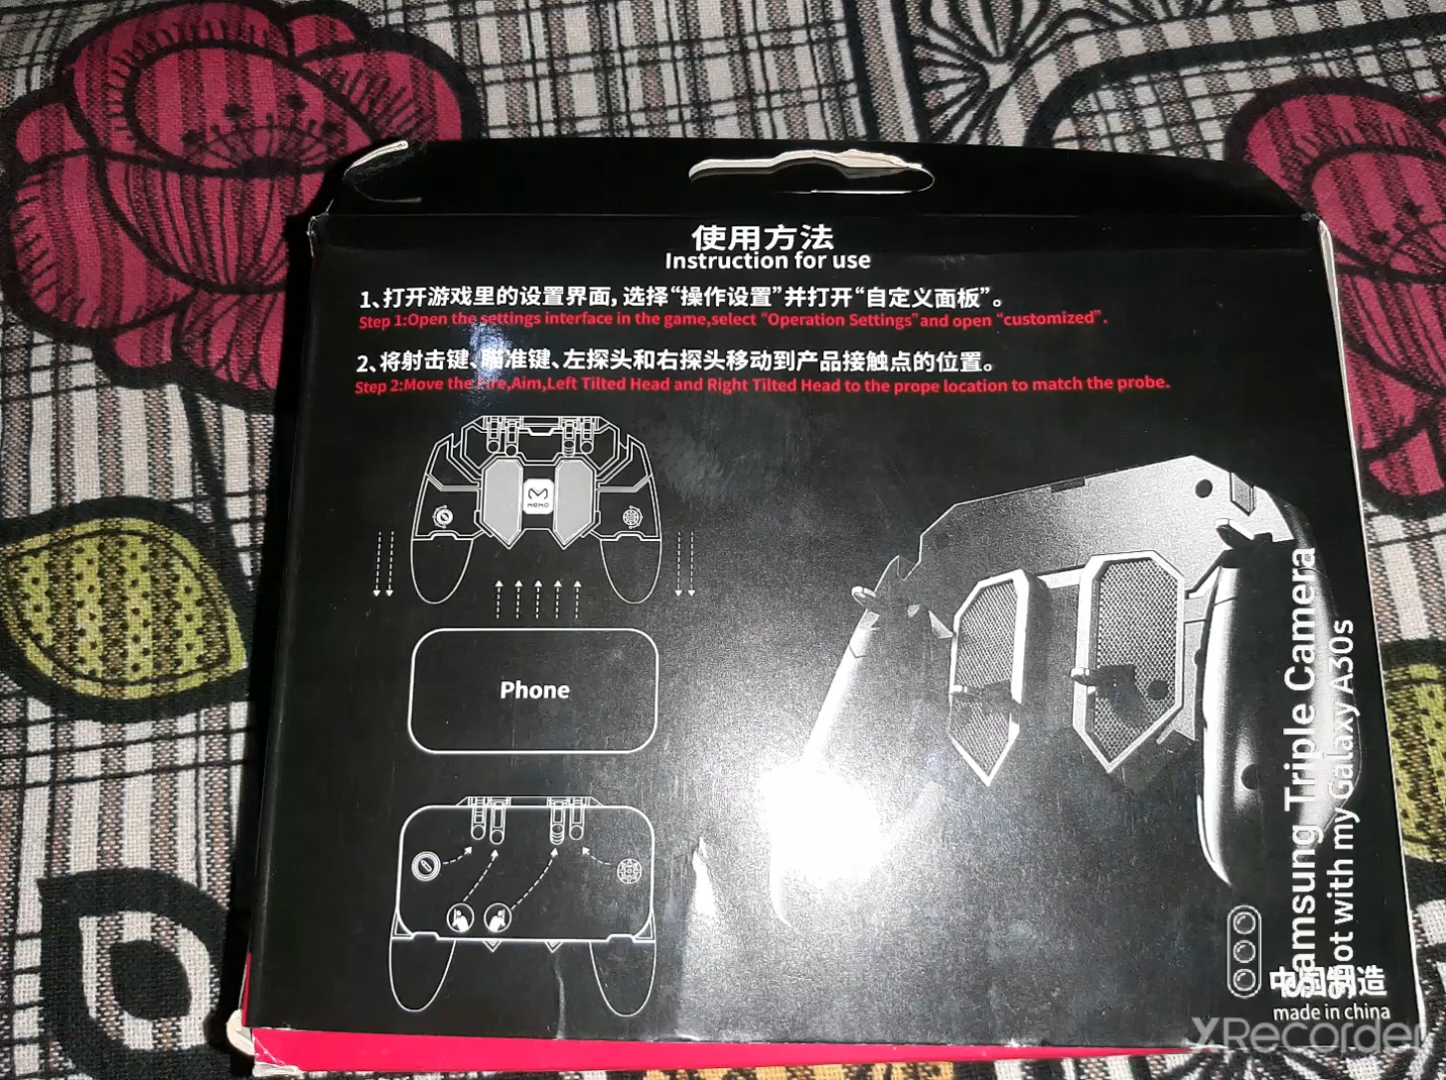 使用方法
Instruction for use
1、打开游戏里的设置界面，选择“操作设置”并打开“自定义面板”。
Step 1:Open the settings interface in the game,select “Operation Settings”and open “customized”.
2、将射击键、瞄准键、左探头和右探头移动到产品接触点的位置。
Step 2:Move the Fire,Aim,Left Tilted Head and Right Tilted Head to the prope location to match the probe.
MEMO
Phone
Samsung Triple Camera
Shot with my Galaxy A30s
中国制造
made in china
XRecorder